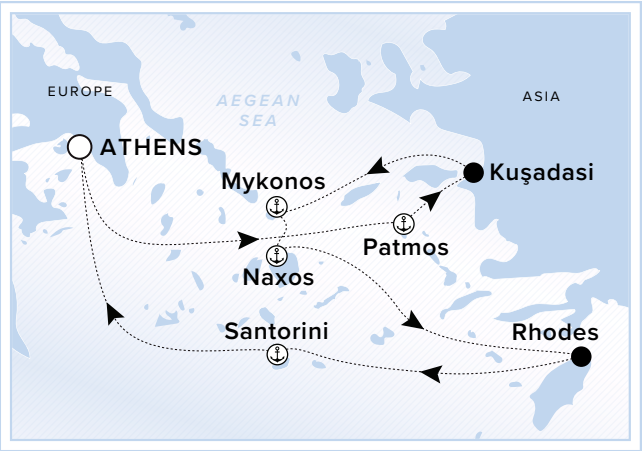 EUROPE
AEGEAN
SEA
ASIA
ATHENS
Kuşadasi
Mykonos
Patmos
Naxos
Santorini
Rhodes